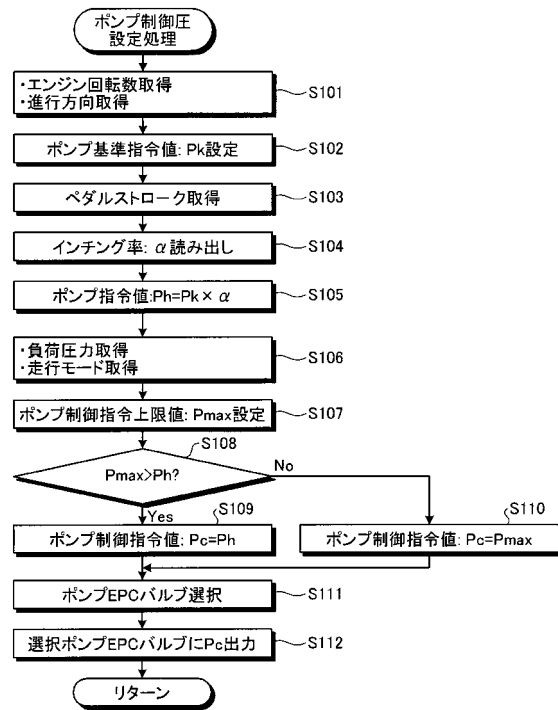 ポンプ制御圧
設定処理
・エンジン回転数取得
・進行方向取得
S101
ポンプ基準指令値: Pk設定
S102
ペダルストローク取得
S103
インチング率: α読み出し
S104
ポンプ指令値:Ph=Pk× α
S105
・負荷圧力取得
・走行モード取得
S106
ポンプ制御指令上限値: Pmax設定
S107
S108
Pmax>Ph?
No
Yes
S109
ポンプ制御指令値: Pc=Ph
S110
ポンプ制御指令値: Pc=Pmax
ポンプEPCバルブ選択
S111
選択ポンプEPCバルブにPc出力
S112
リターン